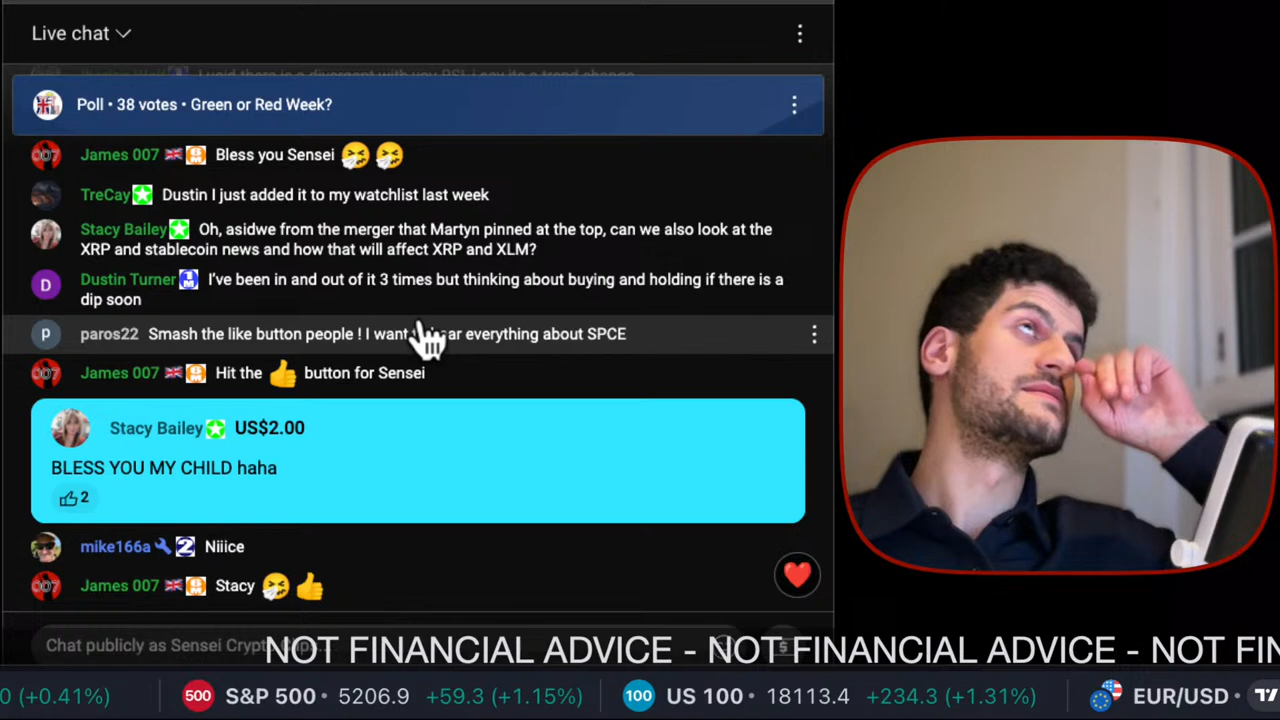 Live chat
Poll • 38 votes • Green or Red Week?
James 007 Bless you Sensei
TreCay Dustin I just added it to my watchlist last week
Stacy Bailey Oh, asidwe from the merger that Martyn pinned at the top, can we also look at the
XRP and stablecoin news and how that will affect XRP and XLM?
D Dustin Turner 1M I've been in and out of it 3 times but thinking about buying and holding if there is a
dip soon
P paros22 Smash the like button people ! I want ar everything about SPCE
James 007 Hit the button for Sensei
Stacy Bailey US$2.00
BLESS YOU MY CHILD haha
2
mike166a 2 Niiice
James 007 Stacy
Chat publicly as Sensei
NOT FINANCIAL ADVICE - NOT FINANCIAL ADVICE - NOT FIN
0 (+0.41%) 500 S&P 500 • 5206.9 +59.3 (+1.15%) 100 US 100 • 18113.4 +234.3 (+1.31%) EUR/USD •